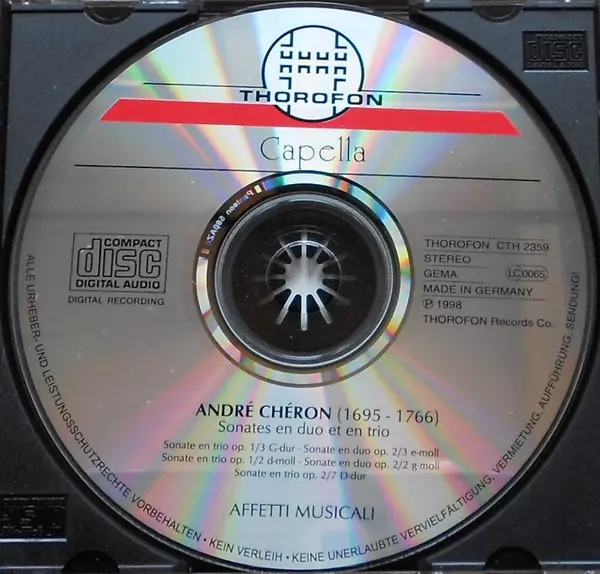 THOROFON
Capella
COMPACT
disc
DIGITAL AUDIO
DIGITAL RECORDING
THOROFON CTH 2359
STEREO
GEMA LC 0065
MADE IN GERMANY
℗ 1998
THOROFON Records Co.
ANDRÉ CHÉRON (1695 - 1766)
Sonates en duo et en trio
Sonate en trio op. 1/3 G-dur - Sonate en duo op. 2/3 e-moll
Sonate en trio op. 1/2 d-moll - Sonate en duo op. 2/2 g-moll
Sonate en trio op. 2/7 D-dur
AFFETTI MUSICALI
ALLE URHEBER- UND LEISTUNGSSCHUTZRECHTE VORBEHALTEN • KEIN VERLEIH • KEINE UNERLAUBTE VERVIELFÄLTIGUNG, VERMIETUNG, AUFFÜHRUNG, SENDUNG!
disc